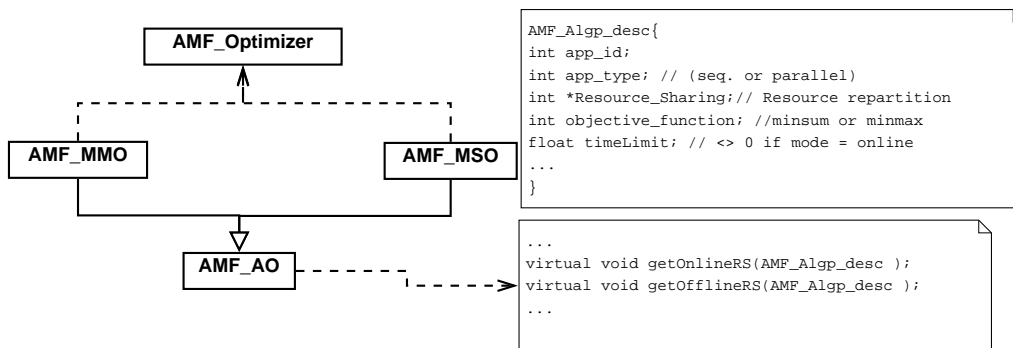 AMF_Optimizer
AMF_MMO
AMF_MSO
AMF_AO
AMF_Algp_desc{
int app_id;
int app_type; // (seq. or parallel)
int *Resource_Sharing;// Resource repartition
int objective_function; //minsum or minmax
float timeLimit; // <> 0 if mode = online
...
}
...
virtual void getOnlineRS(AMF_Algp_desc );
virtual void getOfflineRS(AMF_Algp_desc );
...